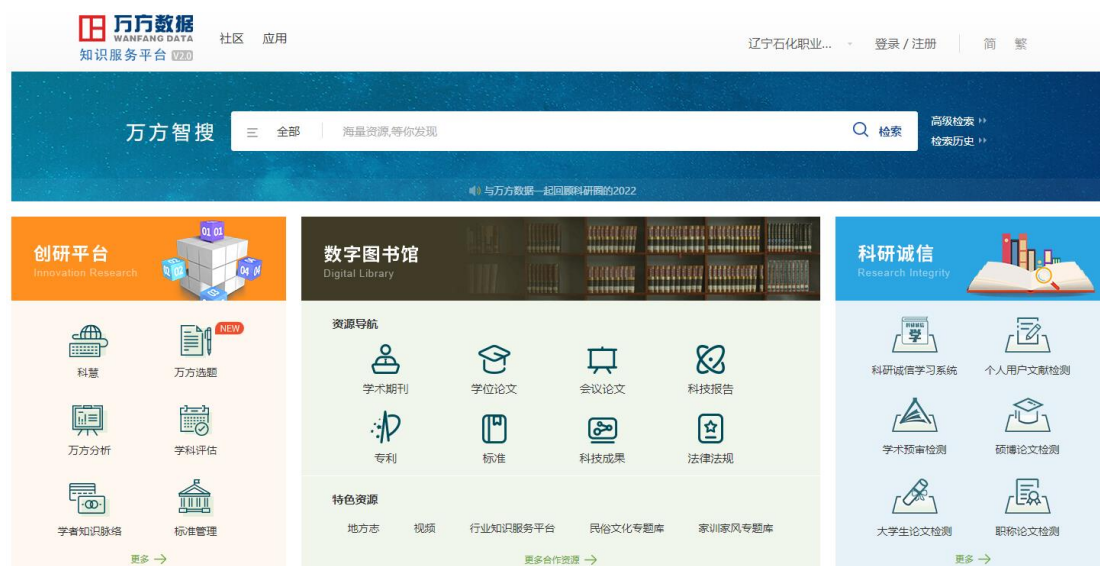 万方数据
WANFANG DATA
知识服务平台 V2.0
社区 应用
辽宁石化职业... 登录 / 注册 简 繁
万方智搜
全部 海量资源,等你发现
检索
高级检索
检索历史
与万方数据一起回顾科研圈的2022
创研平台
Innovation Research
01 01
04 04
NEW
科慧 万方选题
万方分析 学科评估
学者知识脉络 标准管理
更多
数字图书馆
Digital Library
资源导航
学术期刊 学位论文 会议论文 科技报告
专利 标准 科技成果 法律法规
特色资源
地方志 视频 行业知识服务平台 民俗文化专题库 家训家风专题库
更多合作资源
科研诚信
Research Integrity
学
科研诚信学习系统 个人用户文献检测
学术预审检测 硕博论文检测
大学生论文检测 职称论文检测
更多